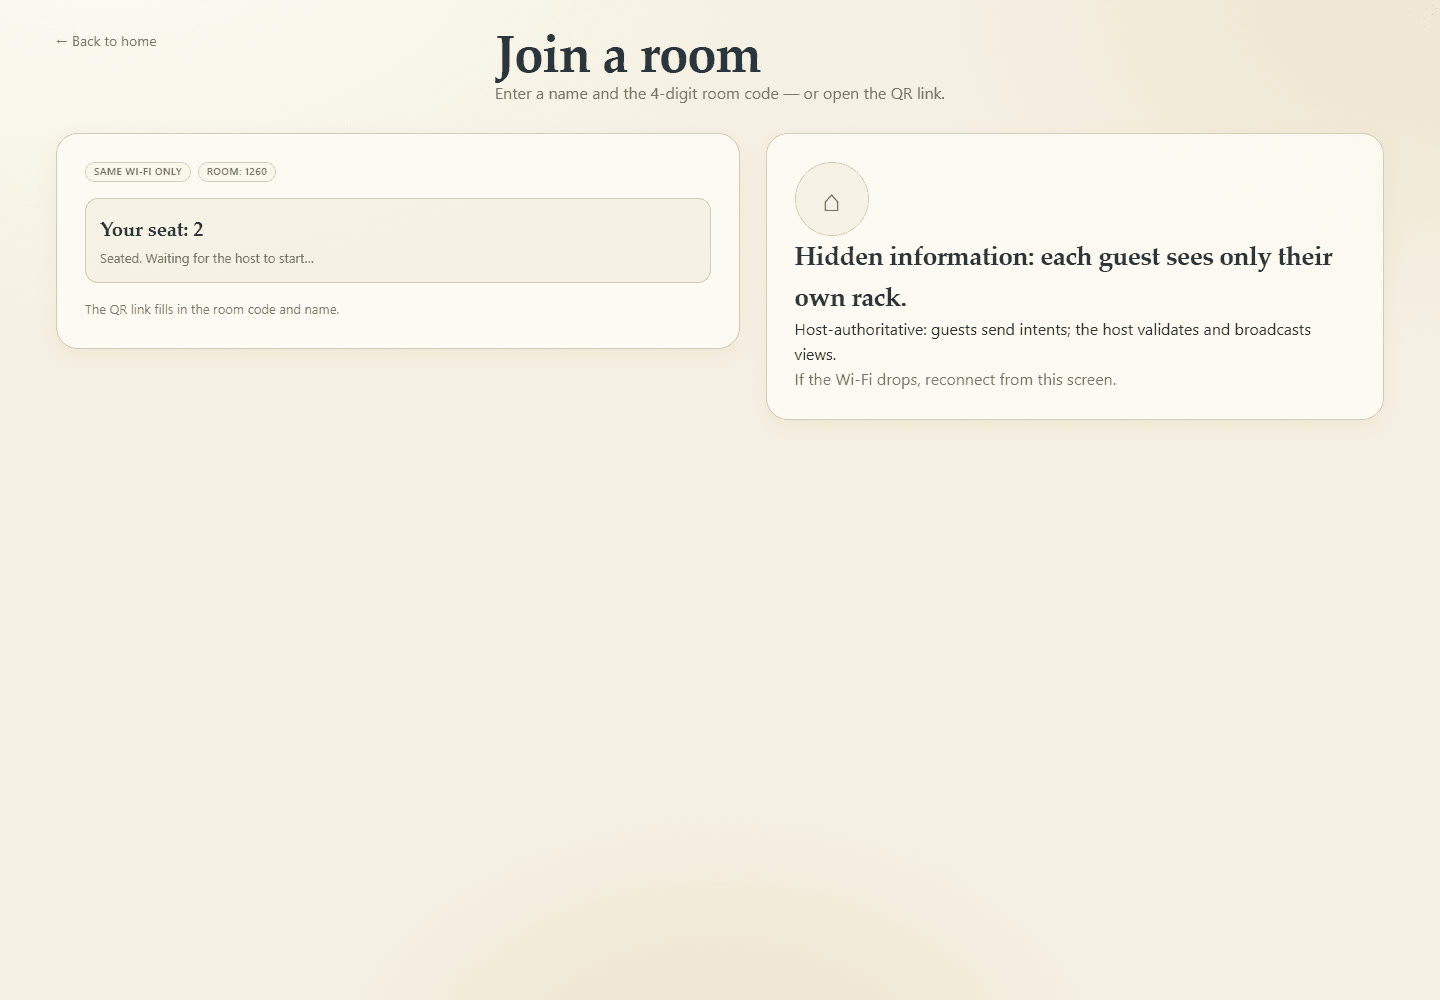 ← Back to home
Join a room
Enter a name and the 4-digit room code — or open the QR link.
SAME WI-FI ONLY
ROOM: 1260
Your seat: 2
Seated. Waiting for the host to start...
The QR link fills in the room code and name.
Hidden information: each guest sees only their
own rack.
Host-authoritative: guests send intents; the host validates and broadcasts
views.
If the Wi-Fi drops, reconnect from this screen.